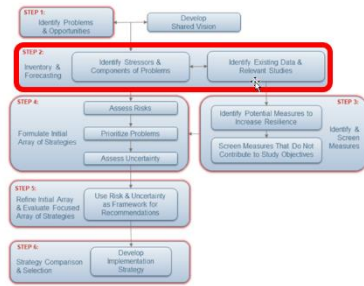 STEP 1:
Identify Problems
& Opportunities
Develop
Shared Vision
STEP 2:
Inventory &
Forecasting
Identify Stressors &
Components of Problems
Identify Existing Data &
Relevant Studies
STEP 4:
Formulate Initial
Array of Strategies
Assess Risks
Prioritize Problems
Assess Uncertainty
STEP 3:
Identify Potential Measures to
Increase Resilience
Screen Measures That Do Not
Contribute to Study Objectives
Identify &
Screen
Measures
STEP 5:
Refine Initial Array
& Evaluate Focused
Array of Strategies
Use Risk & Uncertainty
as Framework for
Recommendations
STEP 6:
Strategy Comparison
& Selection
Develop
Implementation
Strategy